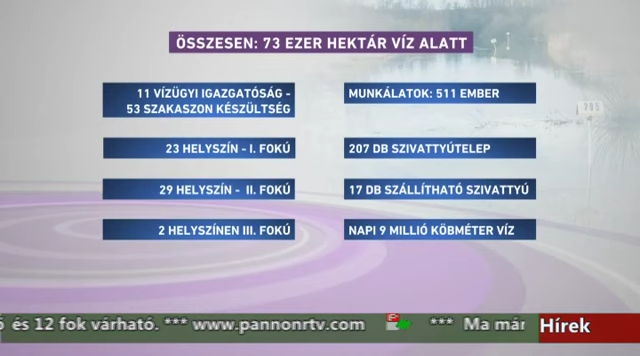 ÖSSZESEN: 73 EZER HEKTÁR VÍZ ALATT
11 VÍZÜGYI IGAZGATÓSÁG -
53 SZAKASZON KÉSZÜLTSÉG
23 HELYSZÍN - I. FOKÚ
29 HELYSZÍN - II. FOKÚ
2 HELYSZÍNEN III. FOKÚ
MUNKÁLATOK: 511 EMBER
207 DB SZIVATTYÚTELEP
17 DB SZÁLLÍTHATÓ SZIVATTYÚ
NAPI 9 MILLIÓ KÖBMÉTER VÍZ
és 12 fok várható. *** www.pannonrtv.com *** Ma már
Hírek